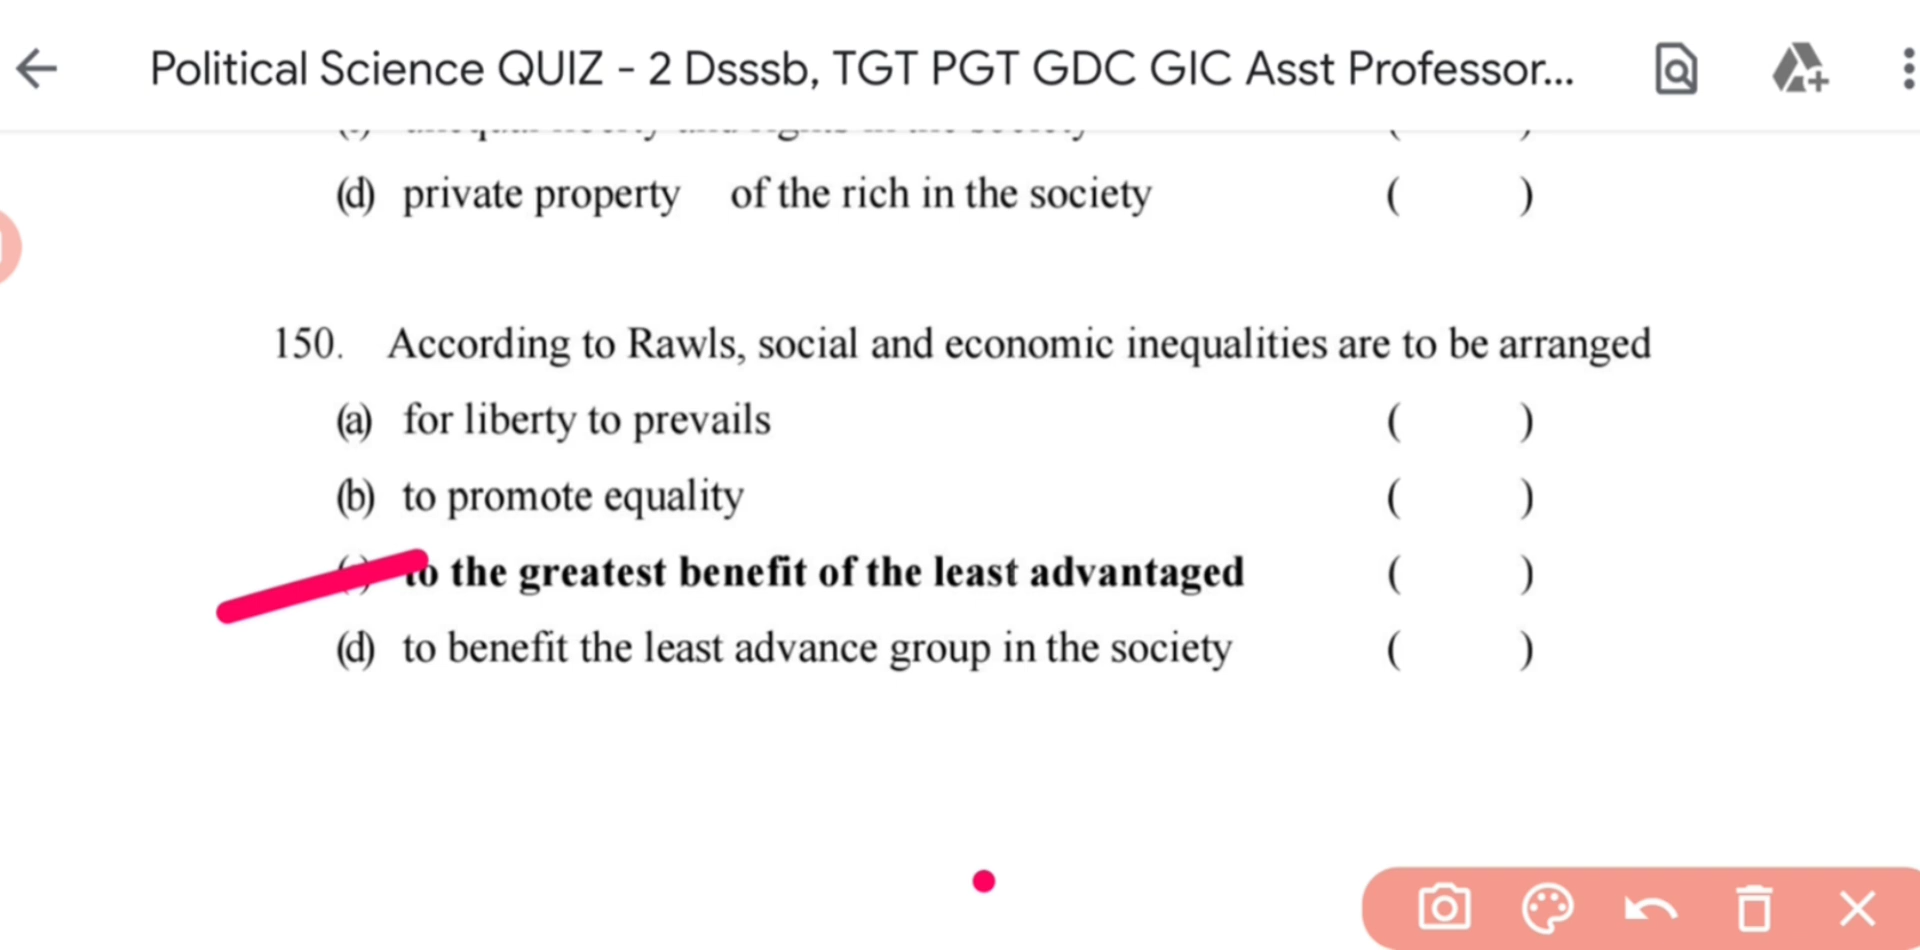 Political Science QUIZ - 2 Dsssb, TGT PGT GDC GIC Asst Professor...
(d) private property of the rich in the society ( )
150. According to Rawls, social and economic inequalities are to be arranged
(a) for liberty to prevails ( )
(b) to promote equality ( )
to the greatest benefit of the least advantaged ( )
(d) to benefit the least advance group in the society ( )